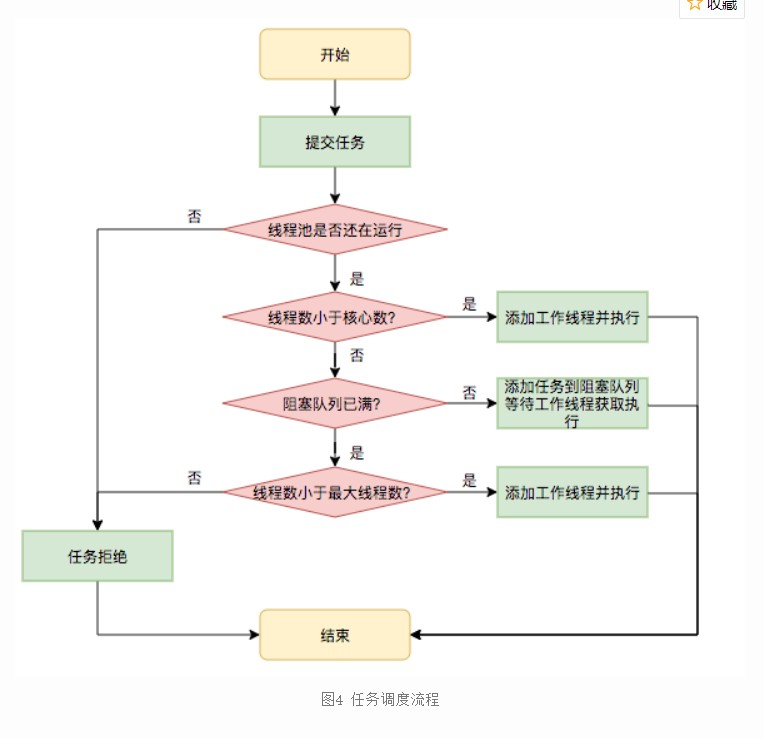 收藏
开始
提交任务
否
线程池是否还在运行
是
线程数小于核心数?
是
添加工作线程并执行
否
阻塞队列已满?
否
添加任务到阻塞队列
等待工作线程获取执
行
是
否
线程数小于最大线程数?
是
添加工作线程并执行
任务拒绝
结束
图4 任务调度流程